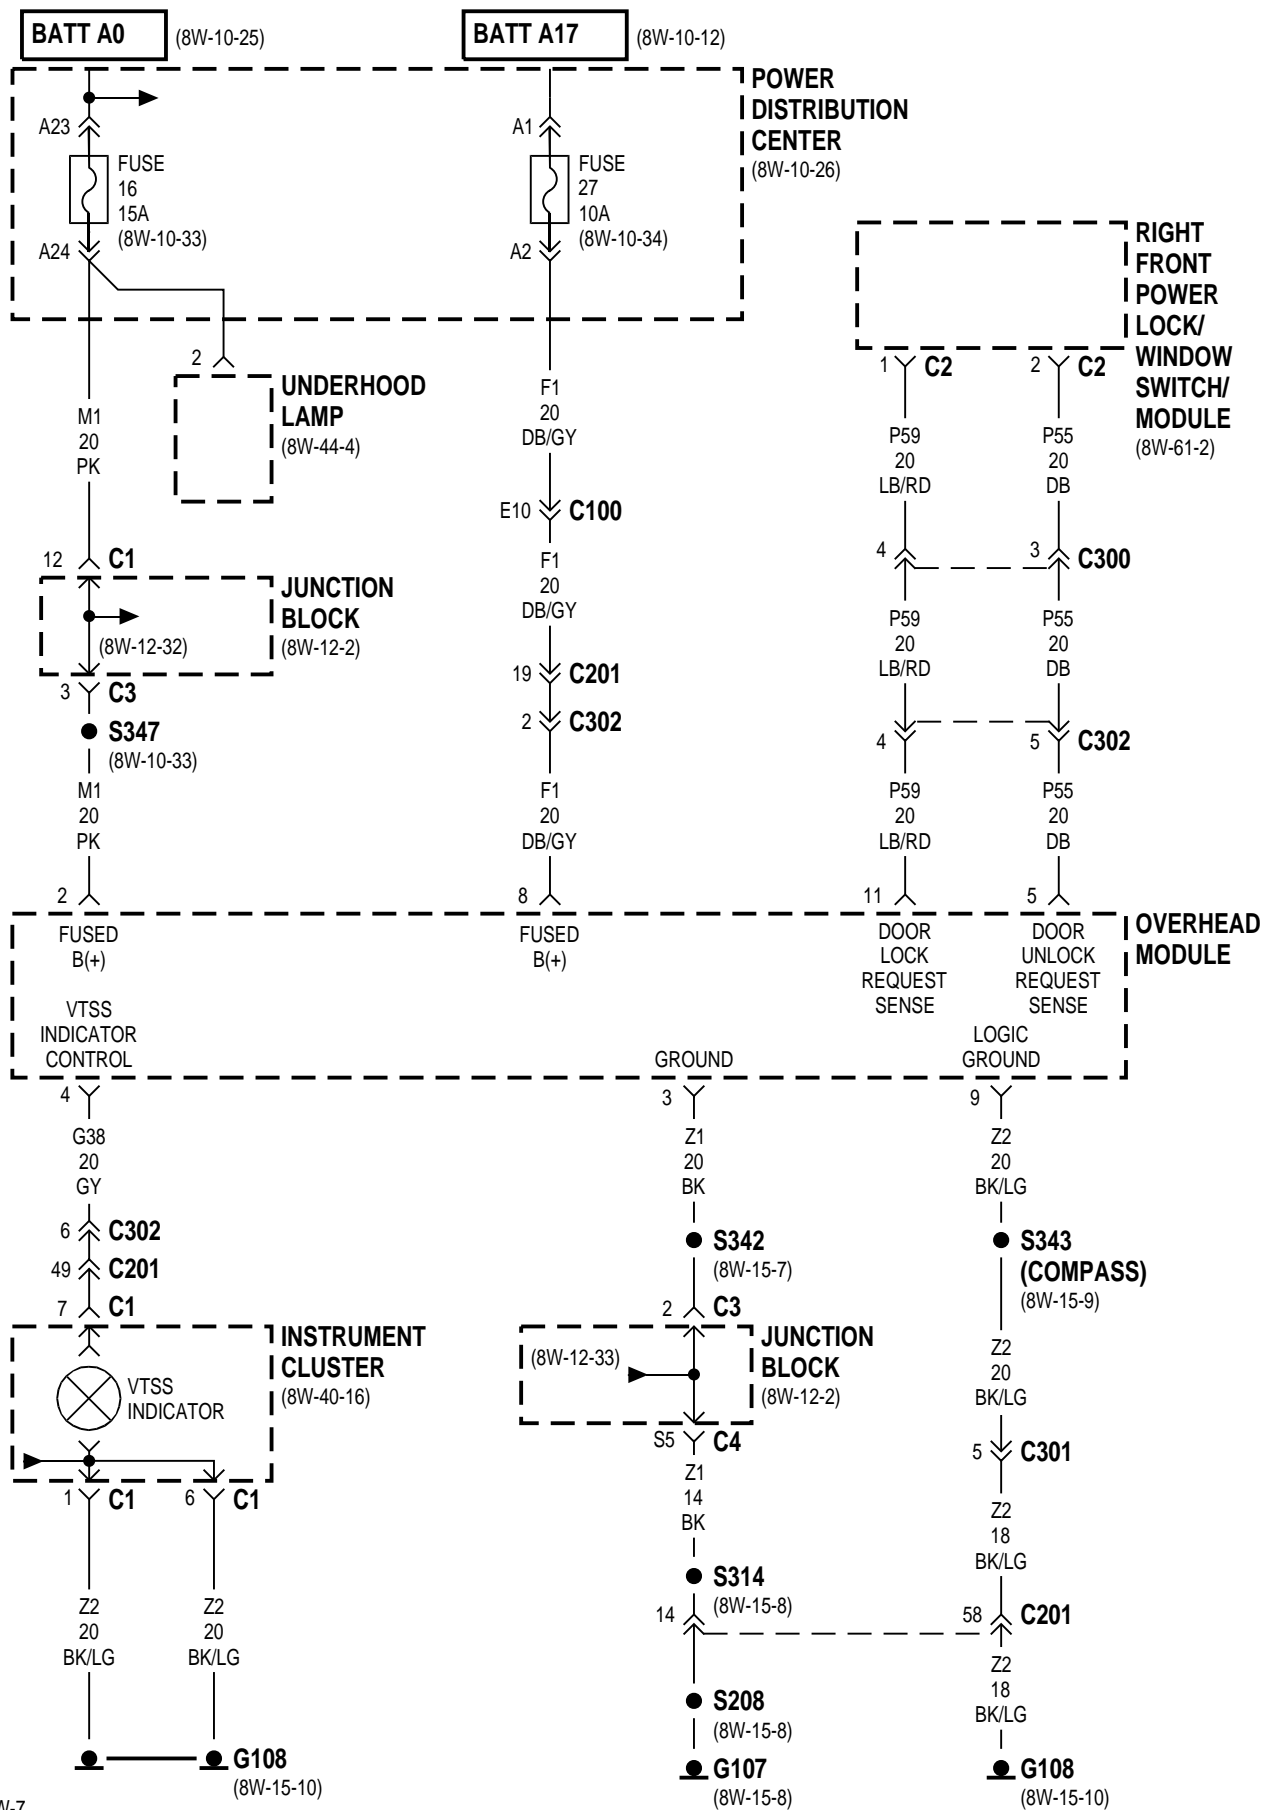 BATT A0
(8W-10-25)
BATT A17
(8W-10-12)
POWER
DISTRIBUTION
CENTER
(8W-10-26)
A23
FUSE
16
15A
(8W-10-33)
A24
A1
FUSE
27
10A
(8W-10-34)
A2
RIGHT
FRONT
POWER
LOCK/
WINDOW
SWITCH/
MODULE
(8W-61-2)
2
UNDERHOOD
LAMP
(8W-44-4)
1 C2
2 C2
M1
20
PK
F1
20
DB/GY
P59
20
LB/RD
P55
20
DB
E10 C100
12 C1
F1
20
DB/GY
4
3 C300
JUNCTION
BLOCK
(8W-12-2)
(8W-12-32)
P59
20
LB/RD
P55
20
DB
3 C3
19 C201
S347
(8W-10-33)
2 C302
4
5 C302
M1
20
PK
F1
20
DB/GY
P59
20
LB/RD
P55
20
DB
2
8
11
5
OVERHEAD
MODULE
FUSED
B(+)
FUSED
B(+)
DOOR
LOCK
REQUEST
SENSE
DOOR
UNLOCK
REQUEST
SENSE
VTSS
INDICATOR
CONTROL
GROUND
LOGIC
GROUND
4
3
9
G38
20
GY
Z1
20
BK
Z2
20
BK/LG
6 C302
49 C201
7 C1
S342
(8W-15-7)
S343
(COMPASS)
(8W-15-9)
2 C3
INSTRUMENT
CLUSTER
(8W-40-16)
VTSS
INDICATOR
(8W-12-33)
JUNCTION
BLOCK
(8W-12-2)
Z2
20
BK/LG
S5 C4
5 C301
1 C1
6 C1
Z1
14
BK
Z2
18
BK/LG
S314
(8W-15-8)
14
58 C201
Z2
20
BK/LG
Z2
20
BK/LG
Z2
18
BK/LG
S208
(8W-15-8)
G108
(8W-15-10)
G107
(8W-15-8)
G108
(8W-15-10)